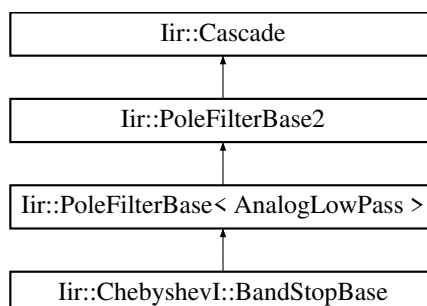 Iir::Cascade
Iir::PoleFilterBase2
Iir::PoleFilterBase< AnalogLowPass >
Iir::ChebyshevI::BandStopBase